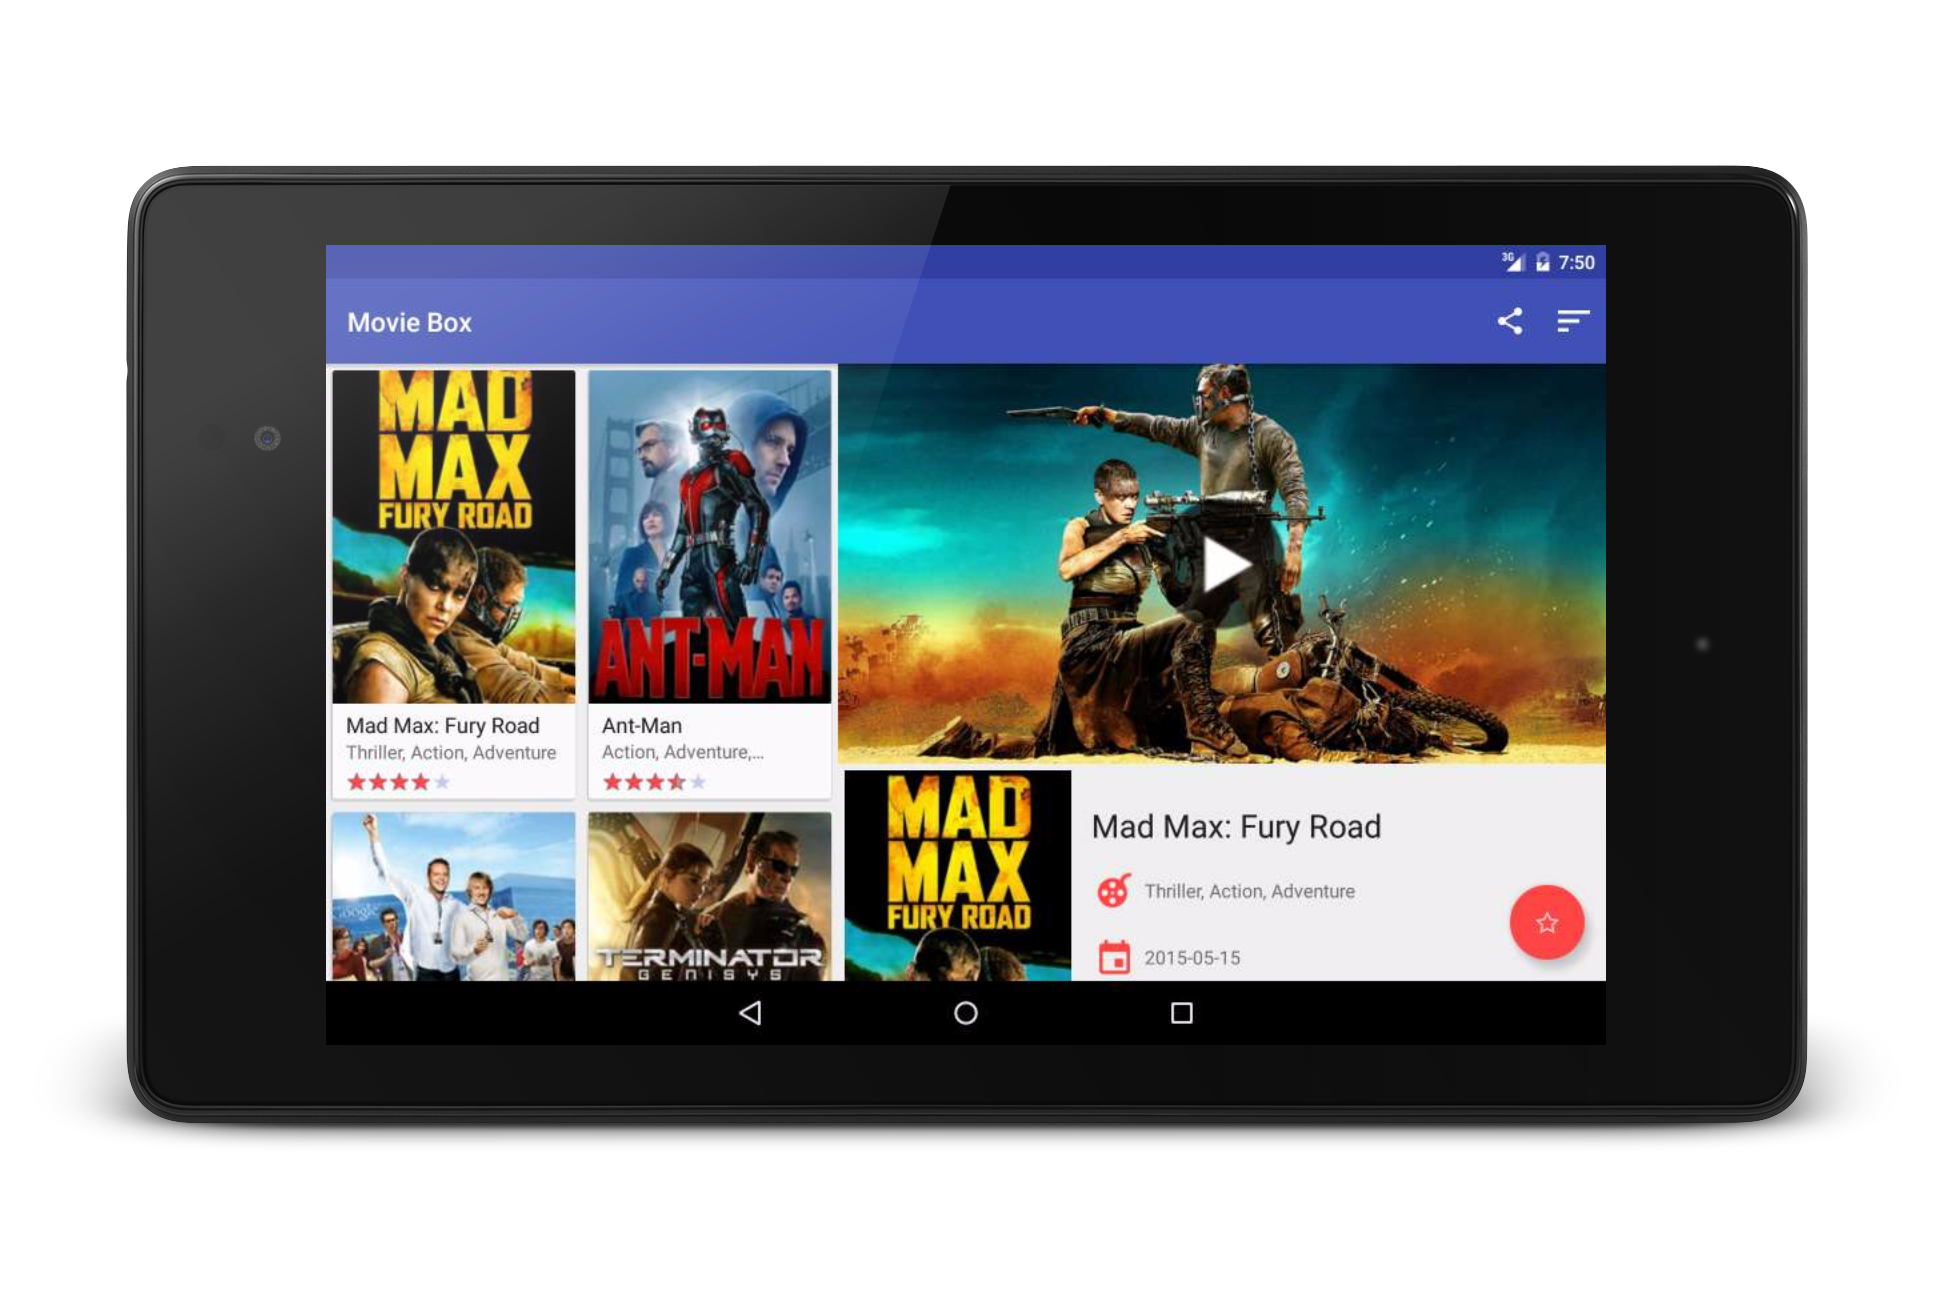 3G 7:50
Movie Box
MAD
MAX
FURY ROAD
ANT-MAN
Mad Max: Fury Road
Thriller, Action, Adventure
Ant-Man
Action, Adventure,...
Google
TERMINATOR
GENISYS
MAD
MAX
FURY ROAD
Mad Max: Fury Road
Thriller, Action, Adventure
2015-05-15